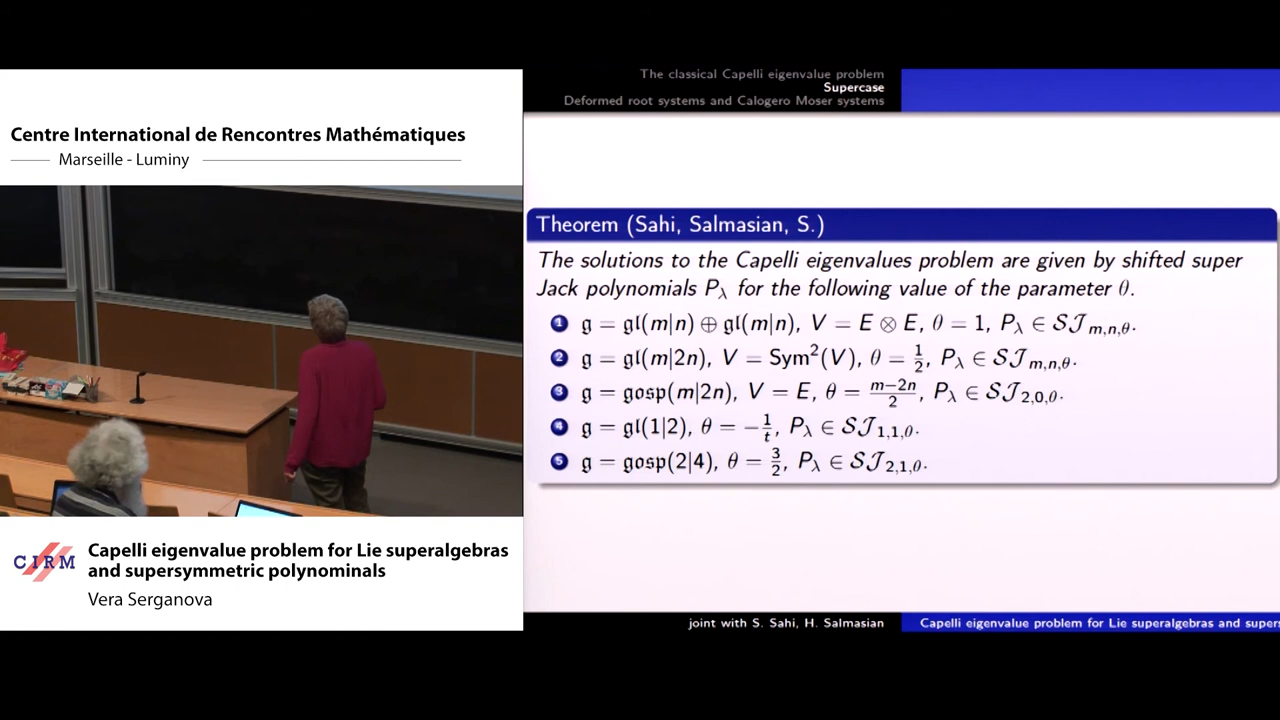 Centre International de Rencontres Mathématiques
Marseille - Luminy
CIRM
Capelli eigenvalue problem for Lie superalgebras
and supersymmetric polynominals
Vera Serganova
The classical Capelli eigenvalue problem
Supercase
Deformed root systems and Calogero Moser systems
Theorem (Sahi, Salmasian, S.)
The solutions to the Capelli eigenvalues problem are given by shifted super
Jack polynomials P_λ for the following value of the parameter θ.
1 𝔤 = 𝔤𝔩(m|n) ⊕ 𝔤𝔩(m|n), V = E ⊗ E, θ = 1, P_λ ∈ 𝒮𝒥_{m,n,θ}.
2 𝔤 = 𝔤𝔩(m|2n), V = Sym²(V), θ = 1/2, P_λ ∈ 𝒮𝒥_{m,n,θ}.
3 𝔤 = 𝔤𝔬𝔰𝔭(m|2n), V = E, θ = (m−2n)/2, P_λ ∈ 𝒮𝒥_{2,0,θ}.
4 𝔤 = 𝔤𝔩(1|2), θ = −1/t, P_λ ∈ 𝒮𝒥_{1,1,θ}.
5 𝔤 = 𝔤𝔬𝔰𝔭(2|4), θ = 3/2, P_λ ∈ 𝒮𝒥_{2,1,θ}.
joint with S. Sahi, H. Salmasian
Capelli eigenvalue problem for Lie superalgebras and super